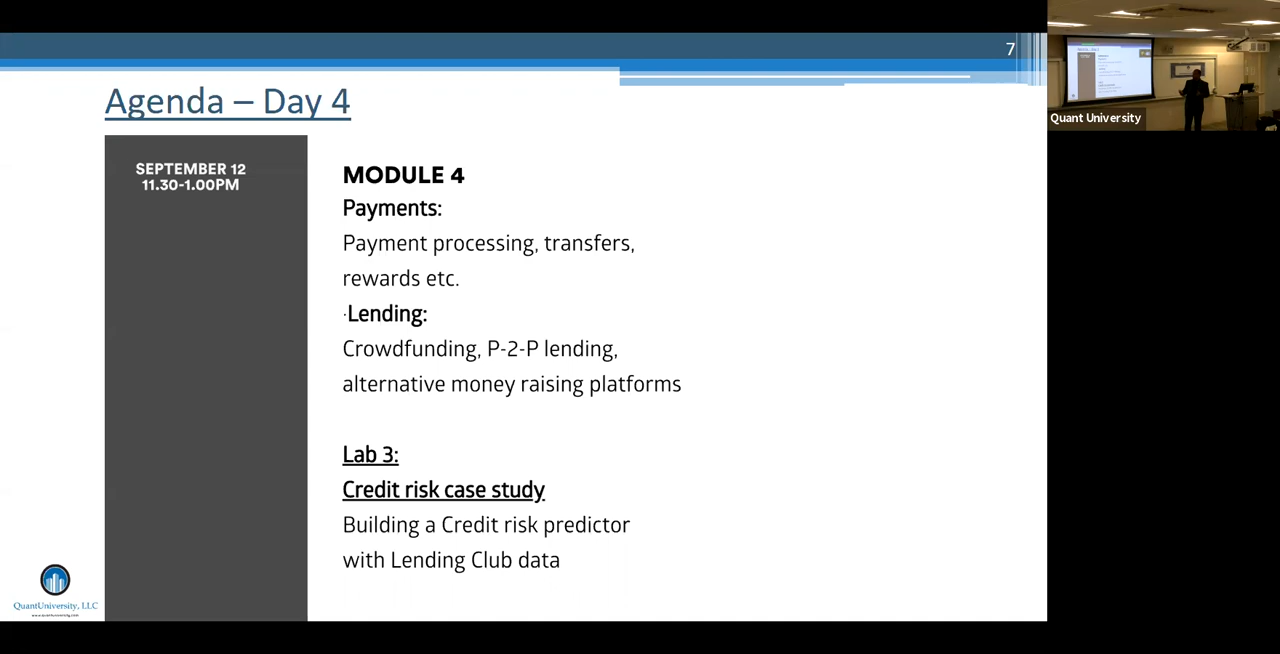 7
Agenda – Day 4
SEPTEMBER 12
11.30-1.00PM
MODULE 4
Payments:
Payment processing, transfers,
rewards etc.
·Lending:
Crowdfunding, P-2-P lending,
alternative money raising platforms
Lab 3:
Credit risk case study
Building a Credit risk predictor
with Lending Club data
QuantUniversity, LLC
www.quantuniversity.com
Quant University